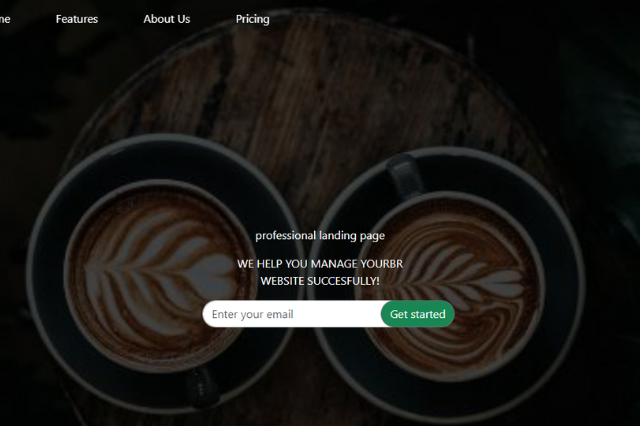 me Features About Us Pricing
professional landing page
WE HELP YOU MANAGE YOURBR
WEBSITE SUCCESFULLY!
Enter your email Get started